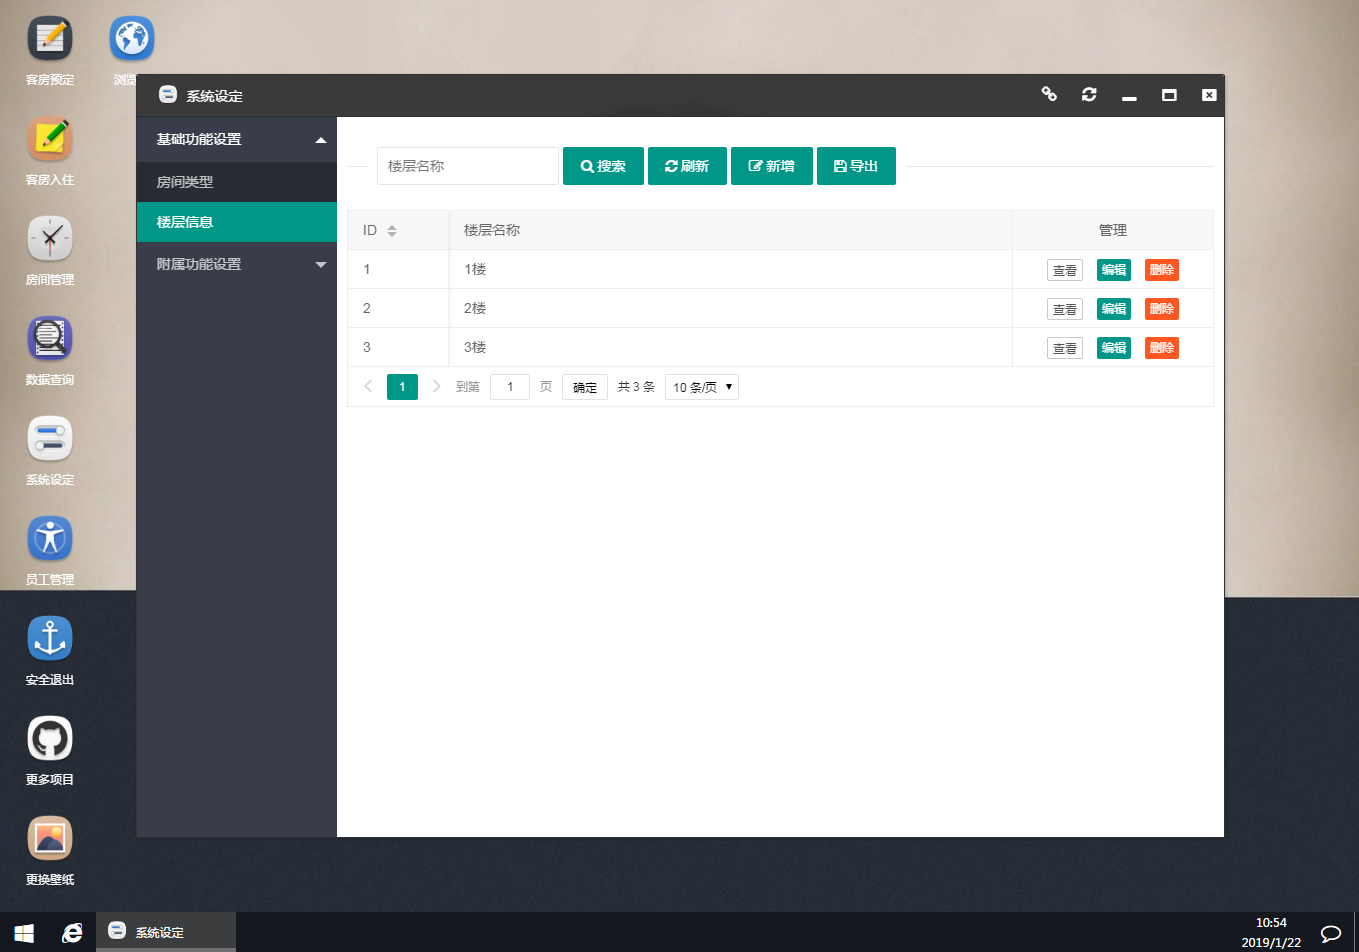 客房预定
浏览
客房入住
房间管理
数据查询
系统设定
员工管理
安全退出
更多项目
更换壁纸
系统设定
基础功能设置
房间类型
楼层信息
附属功能设置
楼层名称 搜索 刷新 新增 导出
ID 楼层名称 管理
1 1楼 查看 编辑 删除
2 2楼 查看 编辑 删除
3 3楼 查看 编辑 删除
1 到第 1 页 确定 共 3 条 10 条/页
系统设定
10:54
2019/1/22